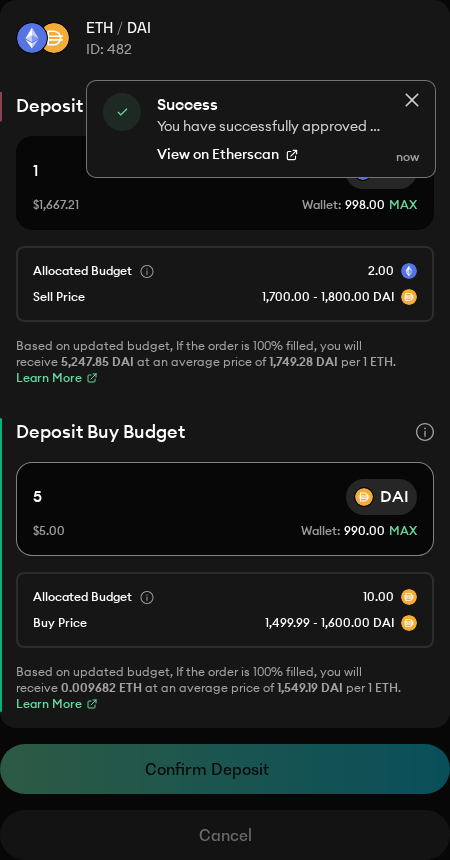 ETH / DAI
ID: 482
Deposit
Success
You have successfully approved ...
View on Etherscan
now
1
$1,667.21
Wallet: 998.00 MAX
Allocated Budget
2.00
Sell Price
1,700.00 - 1,800.00 DAI
Based on updated budget, If the order is 100% filled, you will
receive 5,247.85 DAI at an average price of 1,749.28 DAI per 1 ETH.
Learn More
Deposit Buy Budget
5
DAI
$5.00
Wallet: 990.00 MAX
Allocated Budget
10.00
Buy Price
1,499.99 - 1,600.00 DAI
Based on updated budget, If the order is 100% filled, you will
receive 0.009682 ETH at an average price of 1,549.19 DAI per 1 ETH.
Learn More
Confirm Deposit
Cancel